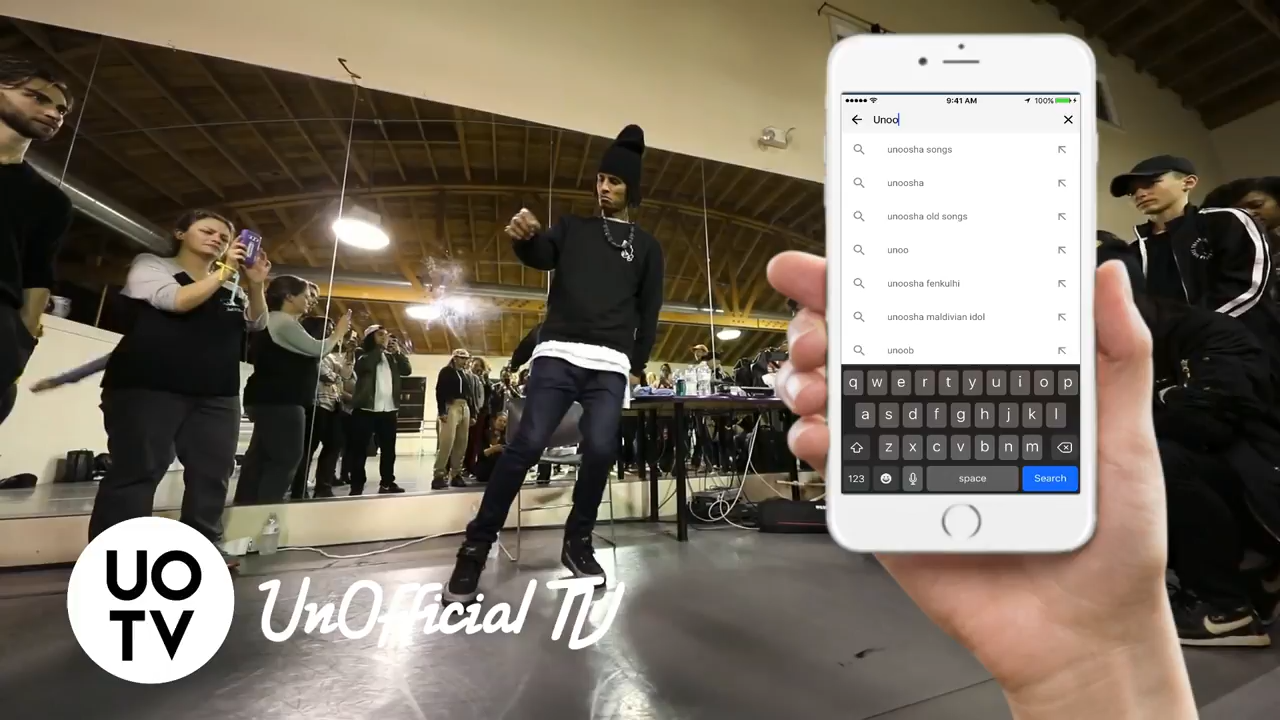 9:41 AM
100%
Unoo
unoosha songs
unoosha
unoosha old songs
unoo
unoosha fenkulhi
unoosha maldivian idol
unoob
q w e r t y u i o p
a s d f g h j k l
z x c v b n m
123
space
Search
UO
TV
UnOfficial TV